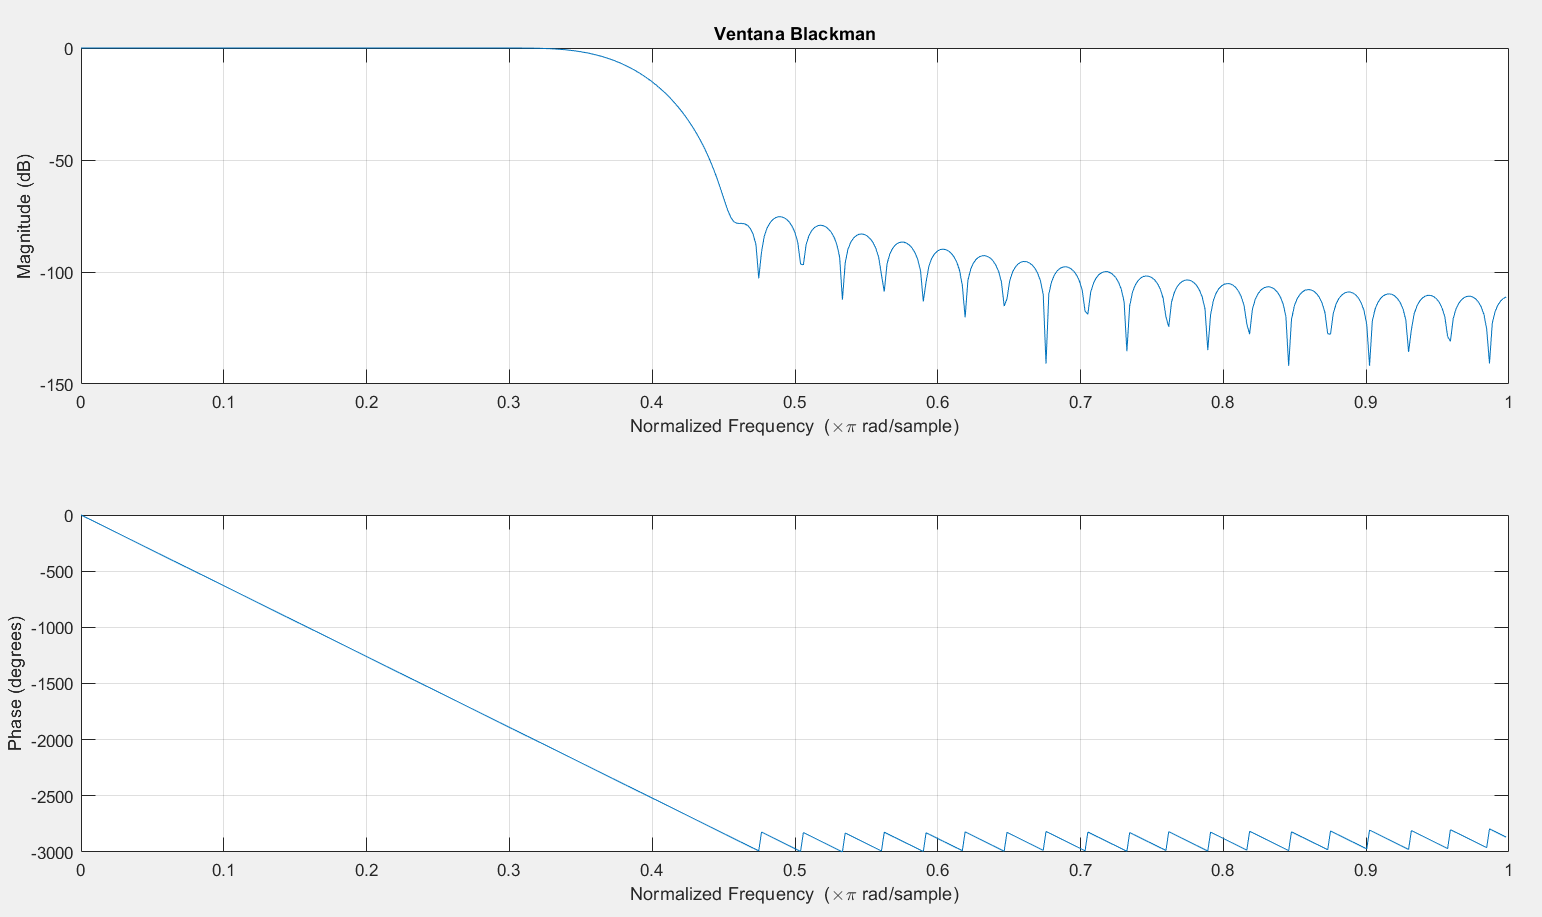 Ventana Blackman
Magnitude (dB)
0
-50
-100
-150
0 0.1 0.2 0.3 0.4 0.5 0.6 0.7 0.8 0.9 1
Normalized Frequency (×π rad/sample)
Phase (degrees)
0
-500
-1000
-1500
-2000
-2500
-3000
0 0.1 0.2 0.3 0.4 0.5 0.6 0.7 0.8 0.9 1
Normalized Frequency (×π rad/sample)